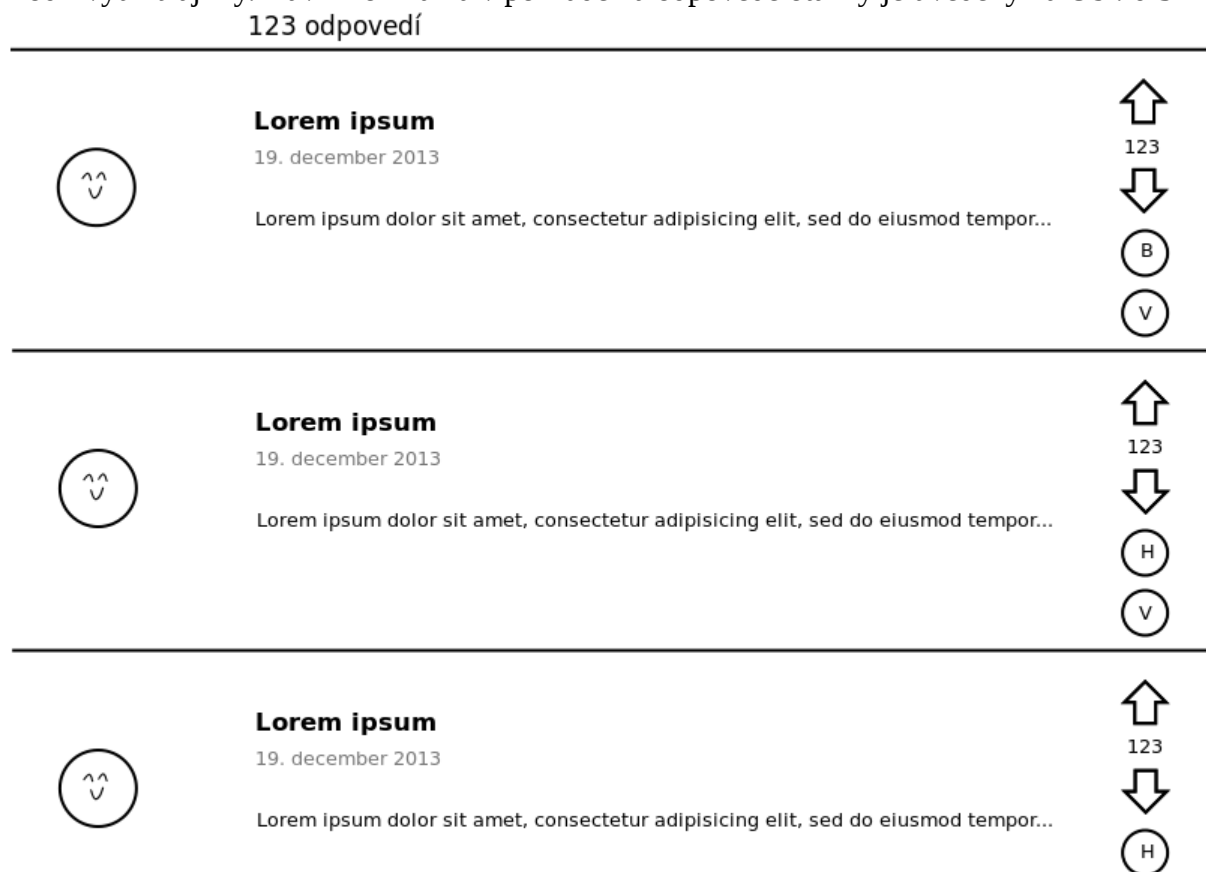 123 odpovedí
Lorem ipsum
19. december 2013
Lorem ipsum dolor sit amet, consectetur adipisicing elit, sed do eiusmod tempor...
123
B
V
Lorem ipsum
19. december 2013
Lorem ipsum dolor sit amet, consectetur adipisicing elit, sed do eiusmod tempor...
123
H
V
Lorem ipsum
19. december 2013
Lorem ipsum dolor sit amet, consectetur adipisicing elit, sed do eiusmod tempor...
123
H